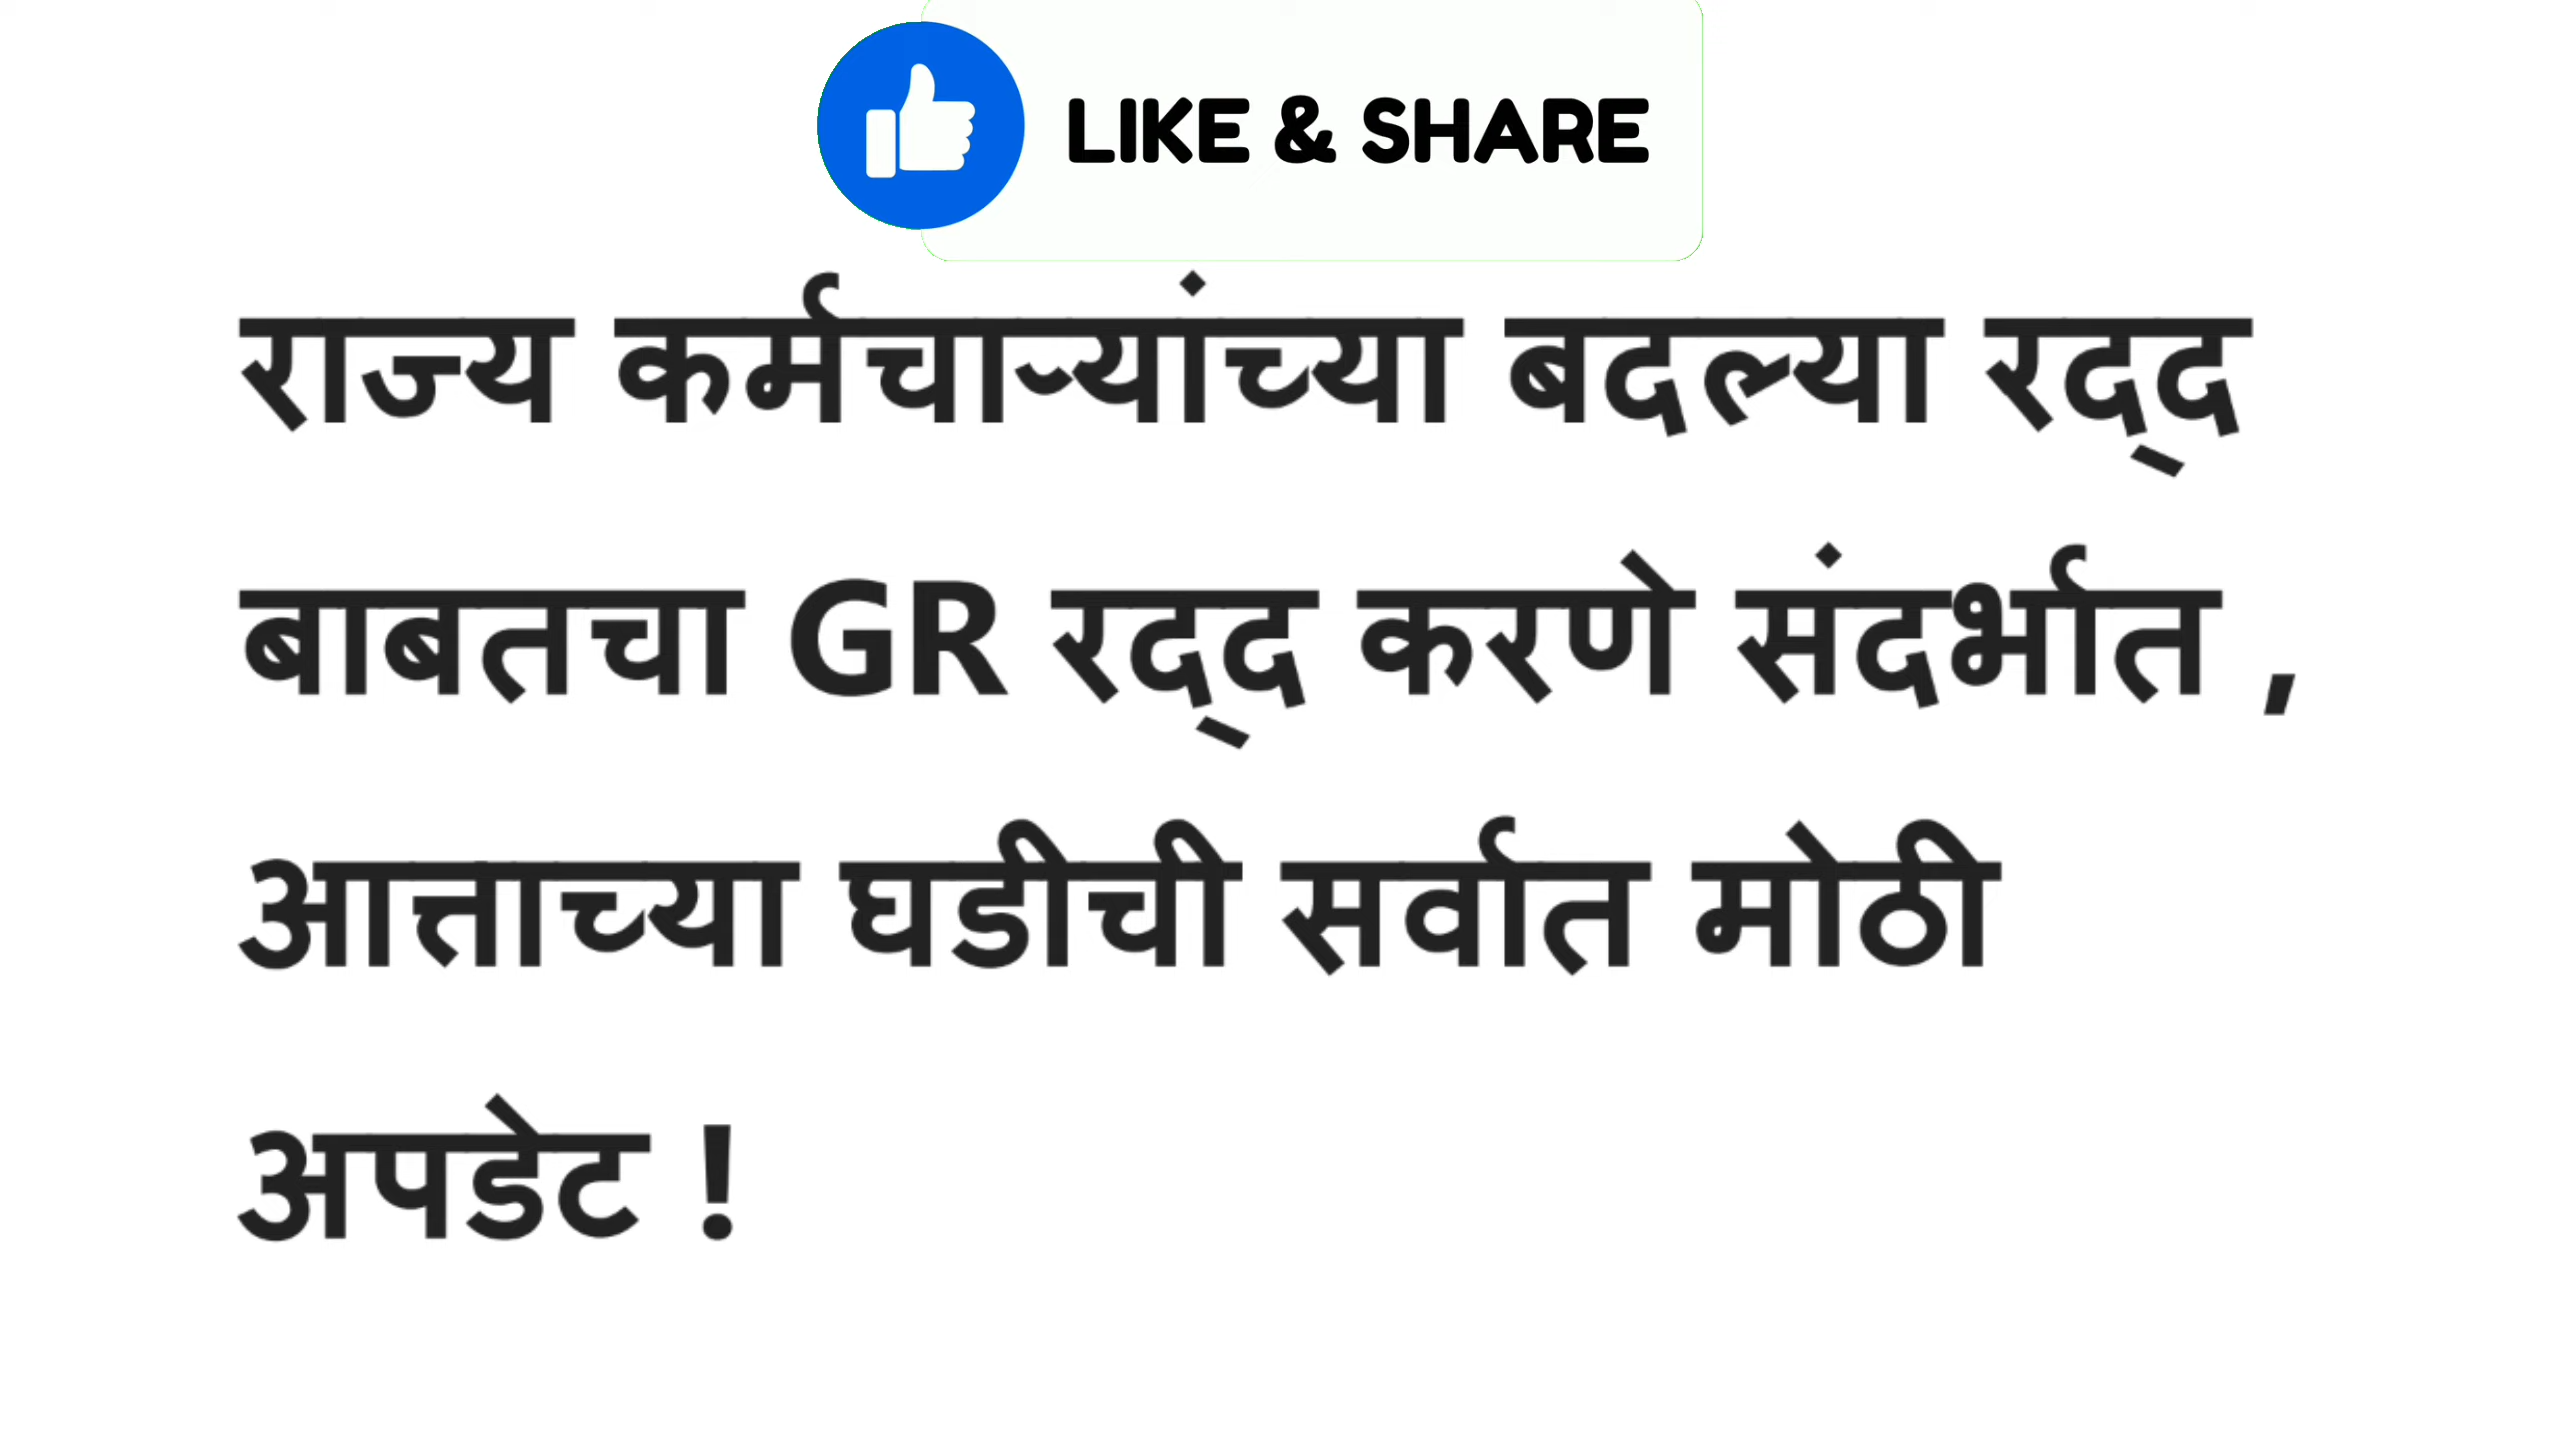 LIKE & SHARE
राज्य कर्मचाऱ्यांच्या बदल्या रद्‌द
बाबतचा GR रद्‌द करणे संदर्भात ,
आत्ताच्या घडीची सर्वात मोठी
अपडेट !